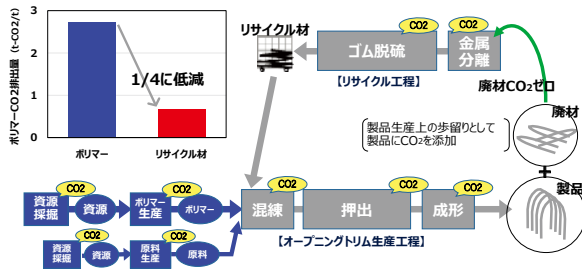 ポリマーCO2排出量 (t-CO2/t)
3
2
1
0
1/4に低減
ポリマー
リサイクル材
リサイクル材
CO2
CO2
ゴム脱硫
金属
分離
【リサイクル工程】
廃材CO2ゼロ
廃材
製品生産上の歩留りとして
製品にCO2を添加
+
製品
CO2
CO2
CO2
CO2
CO2
資源
採掘
資源
ポリマー
生産
ポリマー
混練
押出
成形
【オープニングトリム生産工程】
CO2
CO2
資源
採掘
資源
原料
生産
原料